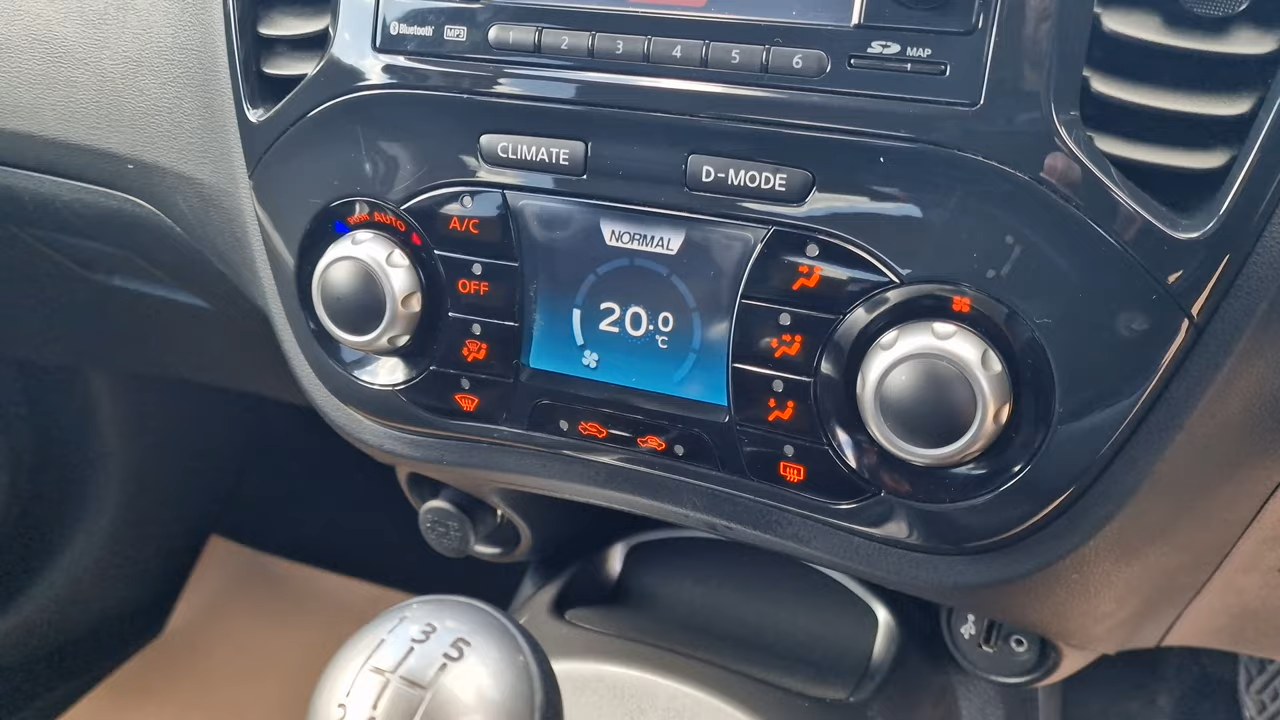 Bluetooth MP3 1 2 3 4 5 6 SD MAP
CLIMATE D-MODE
PUSH AUTO
A/C
OFF
NORMAL
20.0
°C
1 3 5